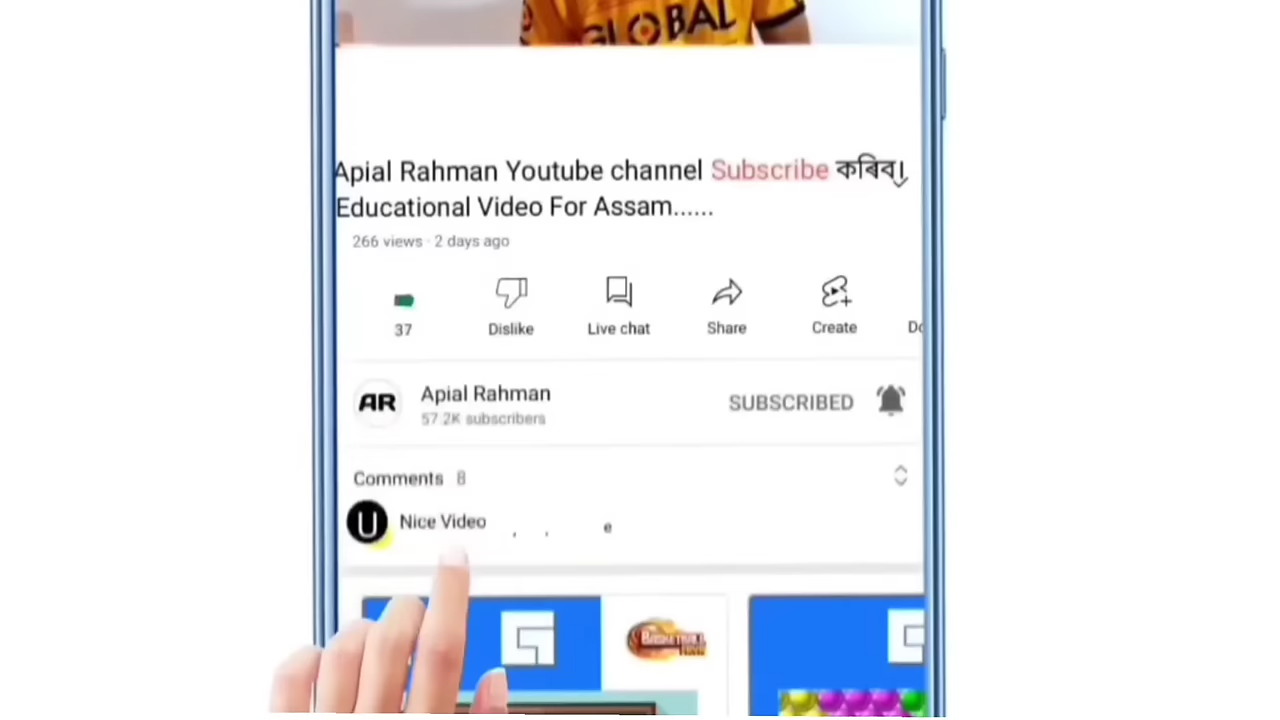 GLOBAL
Apial Rahman Youtube channel Subscribe কৰিব।
Educational Video For Assam......
266 views · 2 days ago
37
Dislike
Live chat
Share
Create
AR
Apial Rahman
57.2K subscribers
SUBSCRIBED
Comments 8
U
Nice Video
e
BASKETBALL